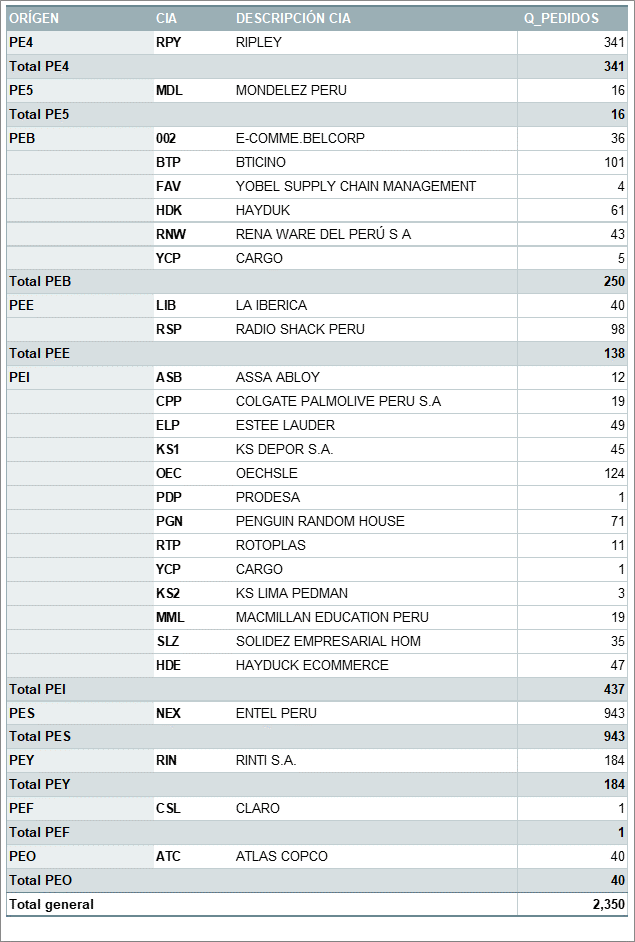 ORÍGEN CIA DESCRIPCIÓN CIA Q_PEDIDOS
PE4 RPY RIPLEY 341
Total PE4 341
PE5 MDL MONDELEZ PERU 16
Total PE5 16
PEB 002 E-COMME.BELCORP 36
BTP BTICINO 101
FAV YOBEL SUPPLY CHAIN MANAGEMENT 4
HDK HAYDUK 61
RNW RENA WARE DEL PERÚ S A 43
YCP CARGO 5
Total PEB 250
PEE LIB LA IBERICA 40
RSP RADIO SHACK PERU 98
Total PEE 138
PEI ASB ASSA ABLOY 12
CPP COLGATE PALMOLIVE PERU S.A 19
ELP ESTEE LAUDER 49
KS1 KS DEPOR S.A. 45
OEC OECHSLE 124
PDP PRODESA 1
PGN PENGUIN RANDOM HOUSE 71
RTP ROTOPLAS 11
YCP CARGO 1
KS2 KS LIMA PEDMAN 3
MML MACMILLAN EDUCATION PERU 19
SLZ SOLIDEZ EMPRESARIAL HOM 35
HDE HAYDUCK ECOMMERCE 47
Total PEI 437
PES NEX ENTEL PERU 943
Total PES 943
PEY RIN RINTI S.A. 184
Total PEY 184
PEF CSL CLARO 1
Total PEF 1
PEO ATC ATLAS COPCO 40
Total PEO 40
Total general 2,350